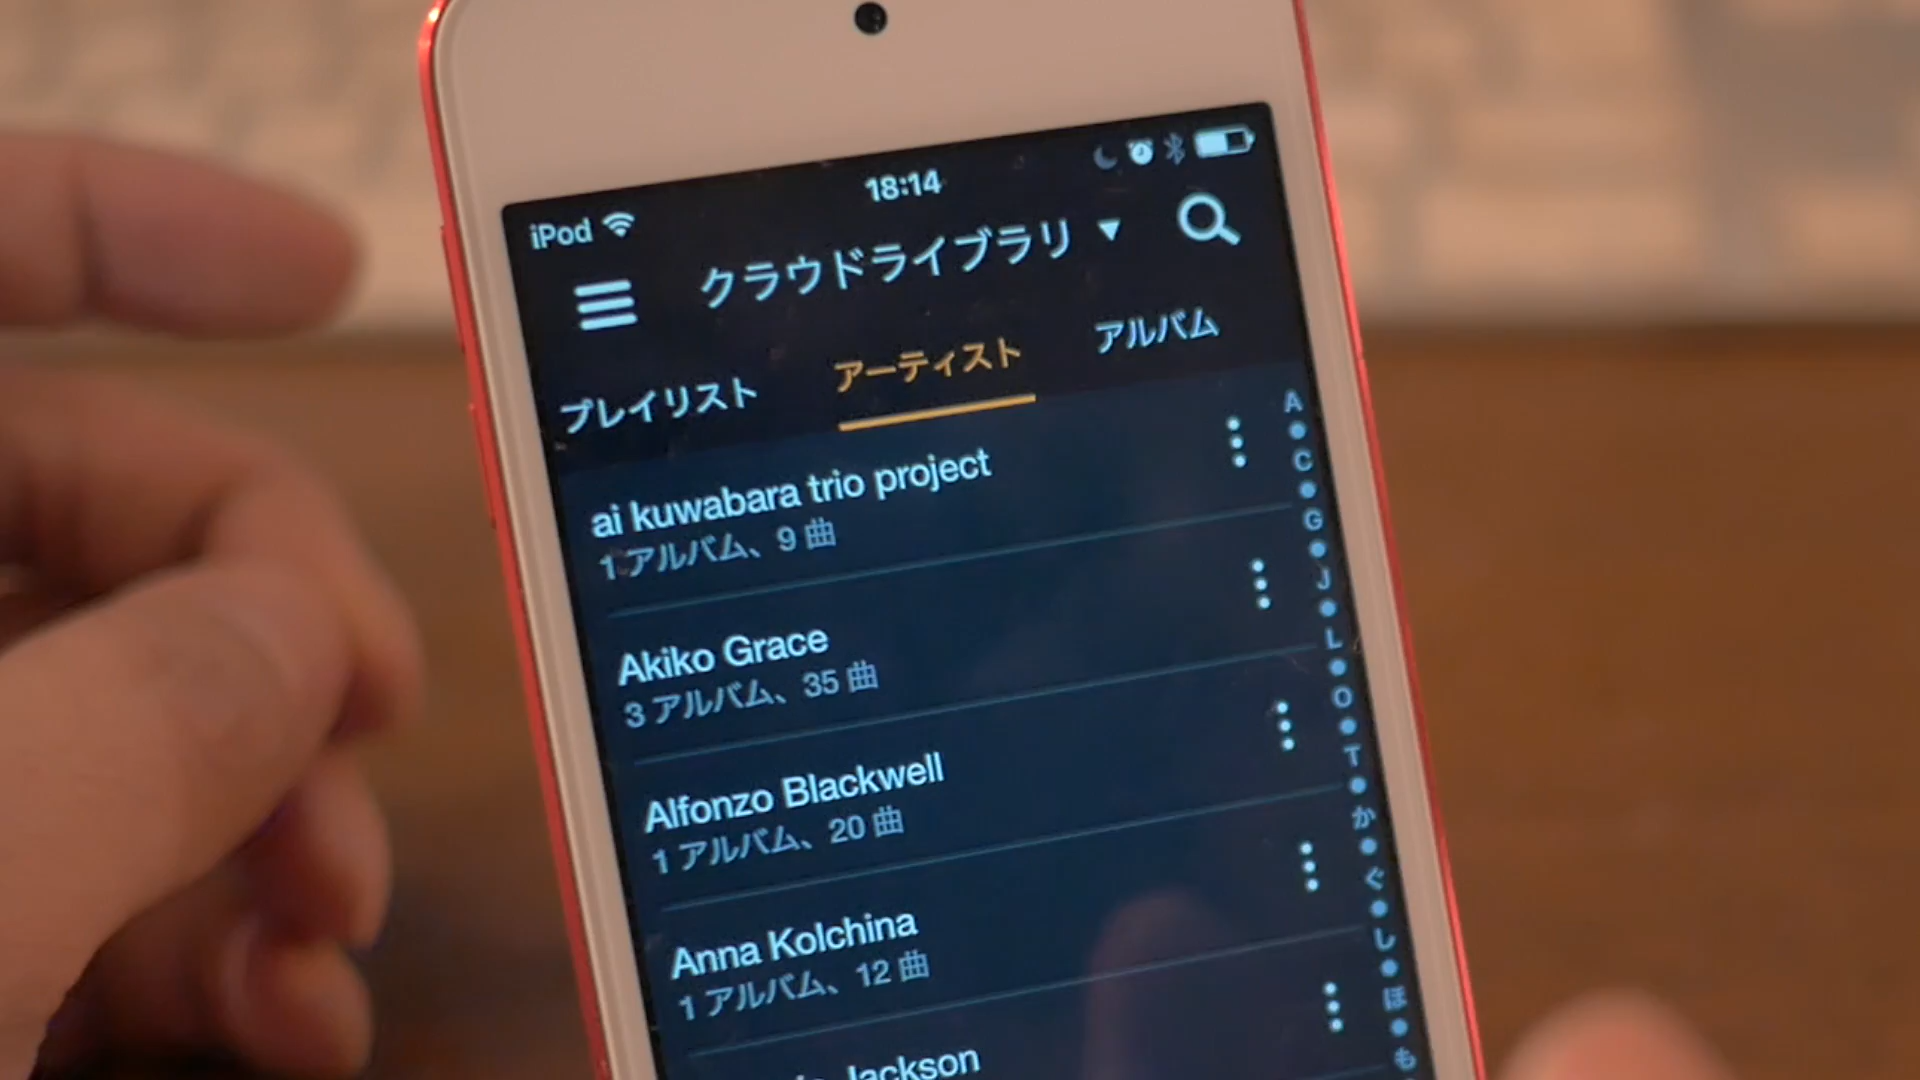 iPod 18:14
クラウドライブラリ ▼
プレイリスト アーティスト アルバム
ai kuwabara trio project
1 アルバム、9 曲
Akiko Grace
3 アルバム、35 曲
Alfonzo Blackwell
1 アルバム、20 曲
Anna Kolchina
1 アルバム、12 曲
Jackson
A
C
G
J
L
O
T
か
ぐ
し
ほ
も